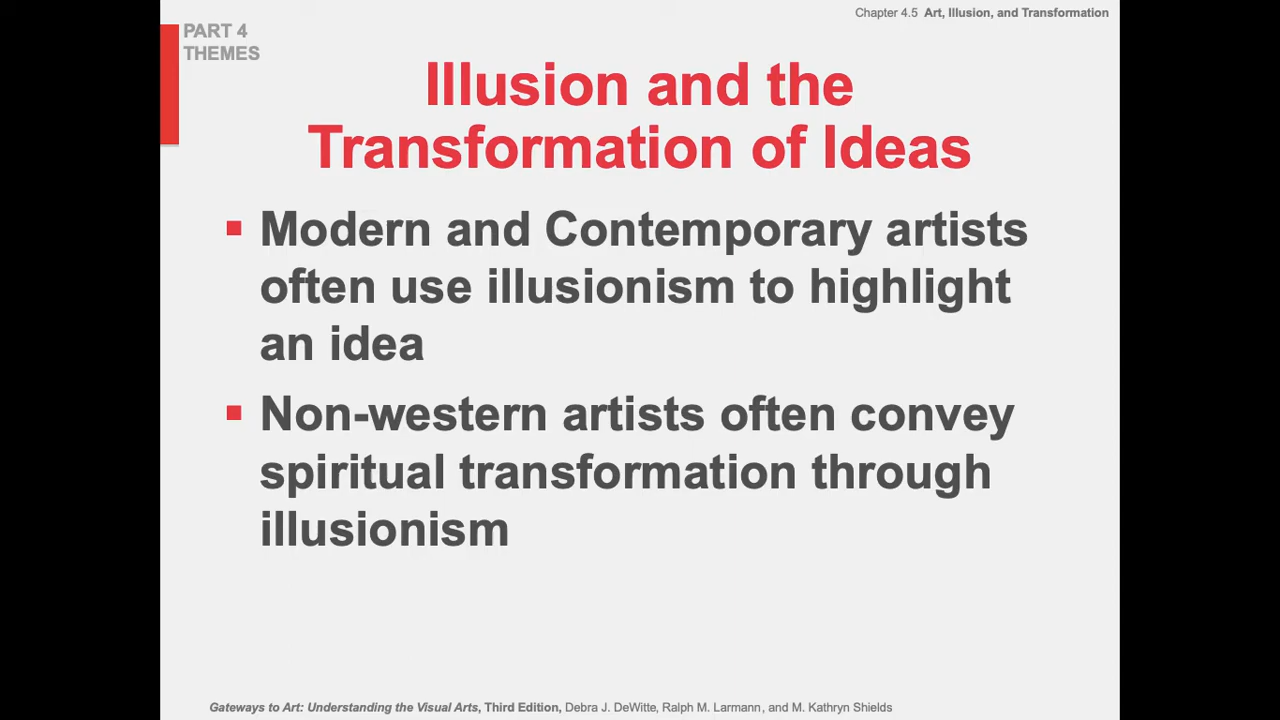 Chapter 4.5 Art, Illusion, and Transformation
PART 4
THEMES
Illusion and the
Transformation of Ideas
▪ Modern and Contemporary artists
often use illusionism to highlight
an idea
▪ Non-western artists often convey
spiritual transformation through
illusionism
Gateways to Art: Understanding the Visual Arts, Third Edition, Debra J. DeWitte, Ralph M. Larmann, and M. Kathryn Shields